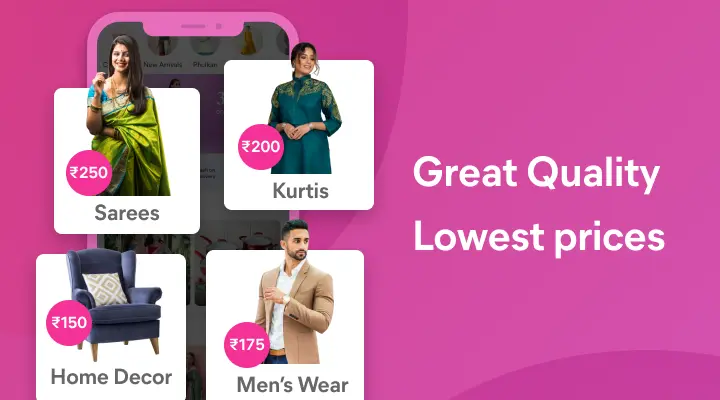 New Arrivals
Phulkari
₹250
Sarees
₹200
Kurtis
Great Quality
Lowest prices
₹150
Home Decor
₹175
Men's Wear